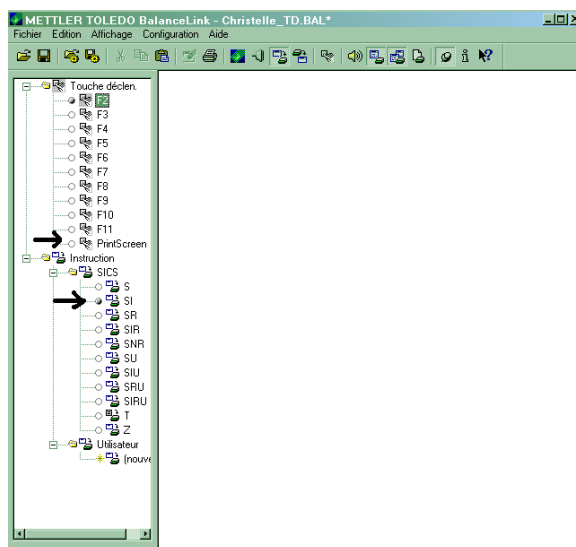 METTLER TOLEDO BalanceLink - Christelle_TD.BAL*
Fichier Edition Affichage Configuration Aide
Touche déclen.
F2
F3
F4
F5
F6
F7
F8
F9
F10
F11
PrintScreen
Instruction
SICS
S
SI
SR
SIR
SNR
SU
SIU
SRU
SIRU
T
Z
Utilisateur
(nouve